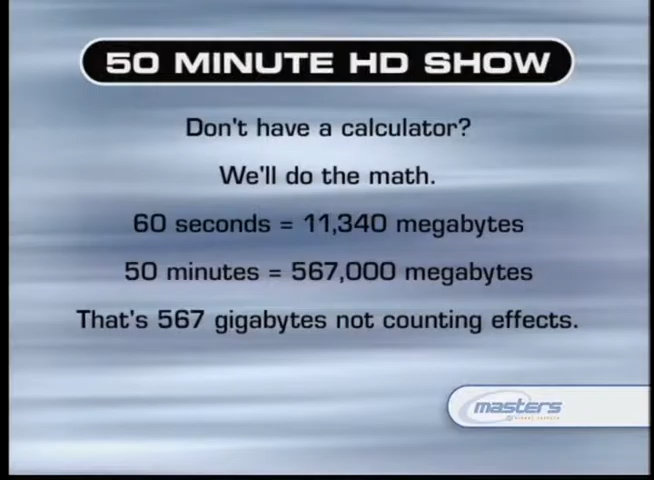 50 MINUTE HD SHOW
Don't have a calculator?
We'll do the math.
60 seconds = 11,340 megabytes
50 minutes = 567,000 megabytes
That's 567 gigabytes not counting effects.
masters